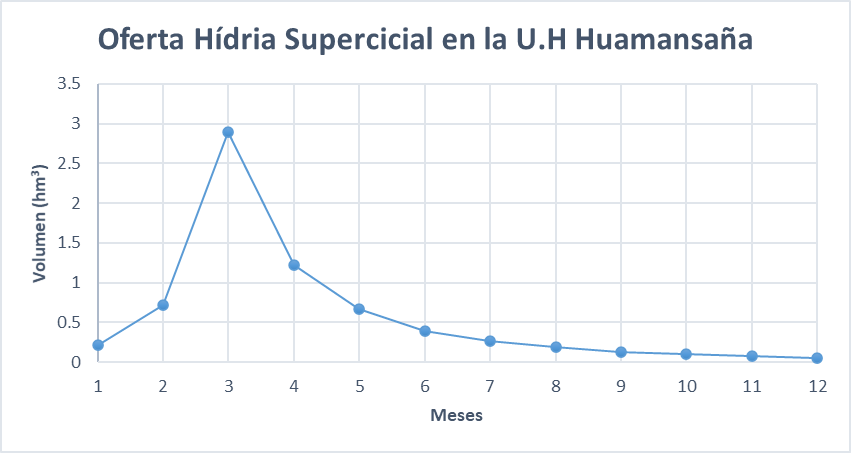 Oferta Hídria Supercicial en la U.H Huamansaña
3.5
3
2.5
2
1.5
1
0.5
0
Volumen (hm³)
1 2 3 4 5 6 7 8 9 10 11 12
Meses